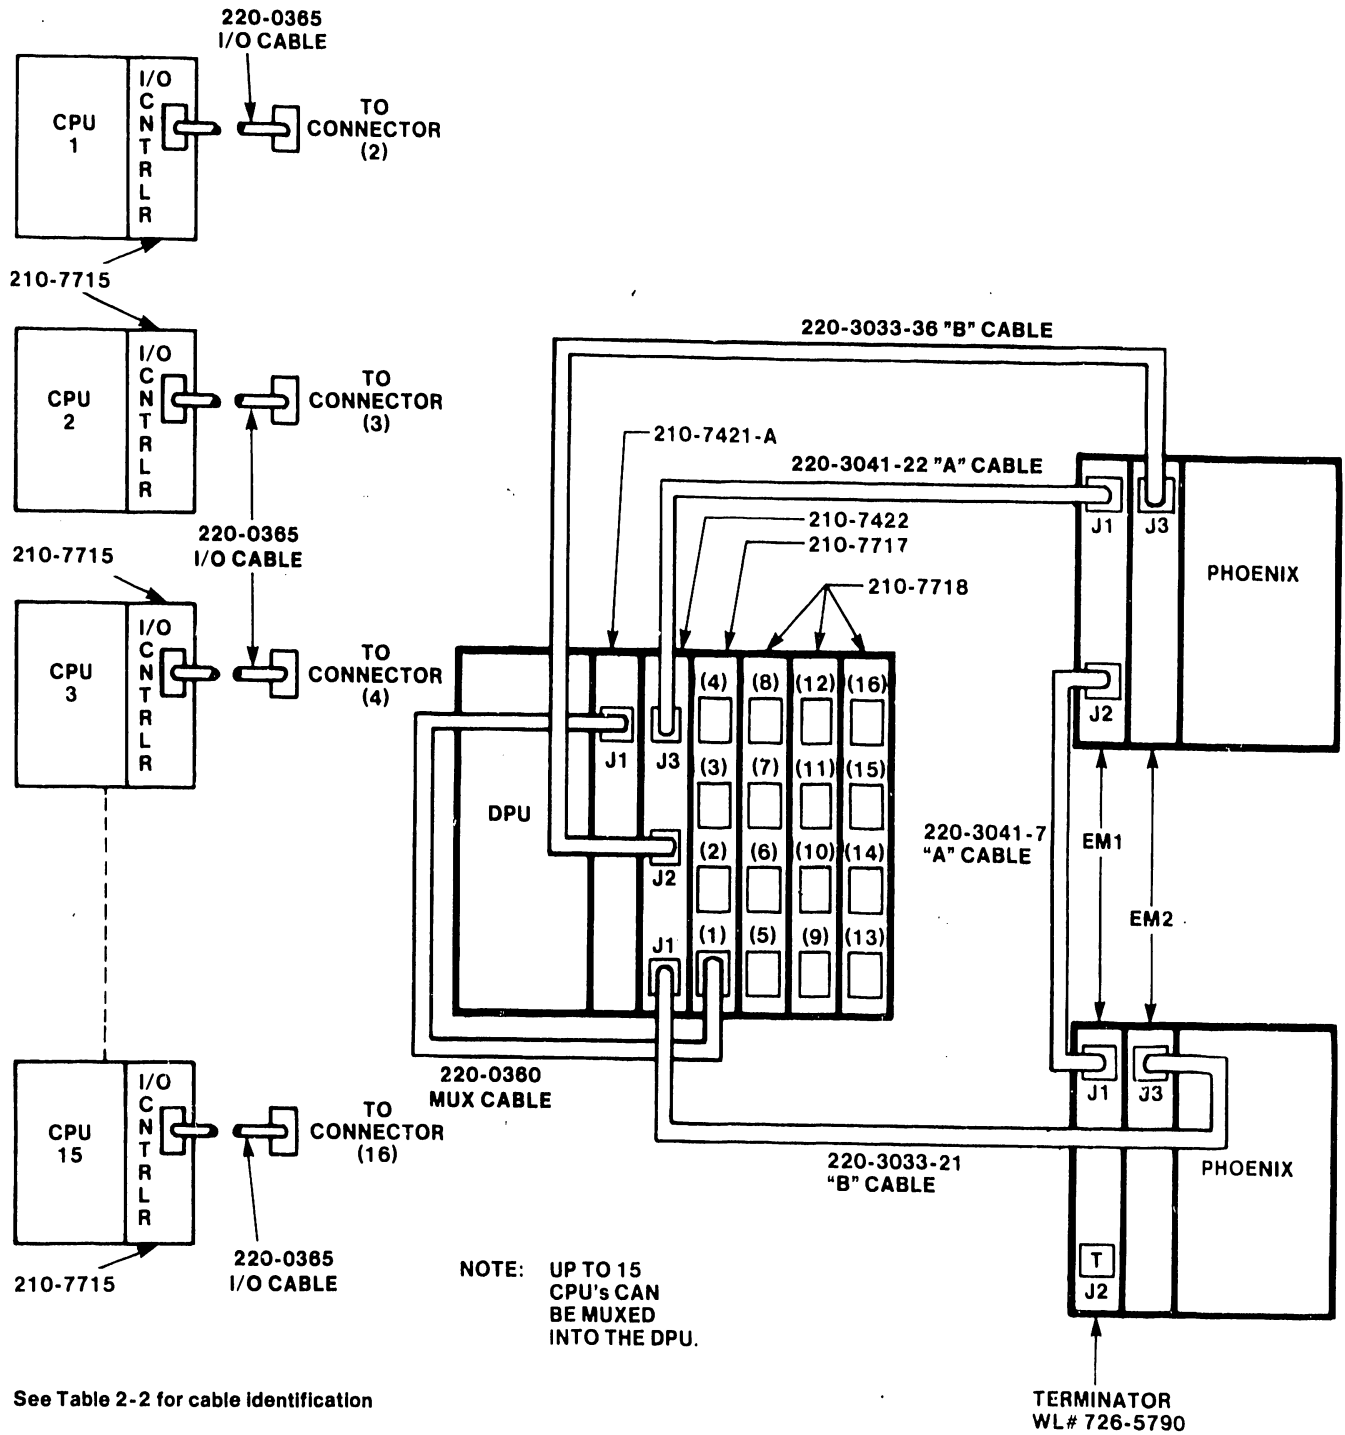 220-0365
I/O CABLE
CPU
1
I/O
CNTRLR
TO
CONNECTOR
(2)
210-7715
CPU
2
I/O
CNTRLR
TO
CONNECTOR
(3)
220-0365
I/O CABLE
210-7715
CPU
3
I/O
CNTRLR
TO
CONNECTOR
(4)
CPU
15
I/O
CNTRLR
TO
CONNECTOR
(16)
210-7715
220-0365
I/O CABLE
220-3033-36 "B" CABLE
210-7421-A
220-3041-22 "A" CABLE
210-7422
210-7717
210-7718
DPU
J1
J3
J2
J1
(4) (8) (12) (16)
(3) (7) (11) (15)
(2) (6) (10) (14)
(1) (5) (9) (13)
220-0360
MUX CABLE
J1
J3
PHOENIX
J2
220-3041-7
"A" CABLE
EM1
EM2
J1
J3
PHOENIX
220-3033-21
"B" CABLE
T
J2
TERMINATOR
WL# 726-5790
NOTE: UP TO 15
CPU's CAN
BE MUXED
INTO THE DPU.
See Table 2-2 for cable identification